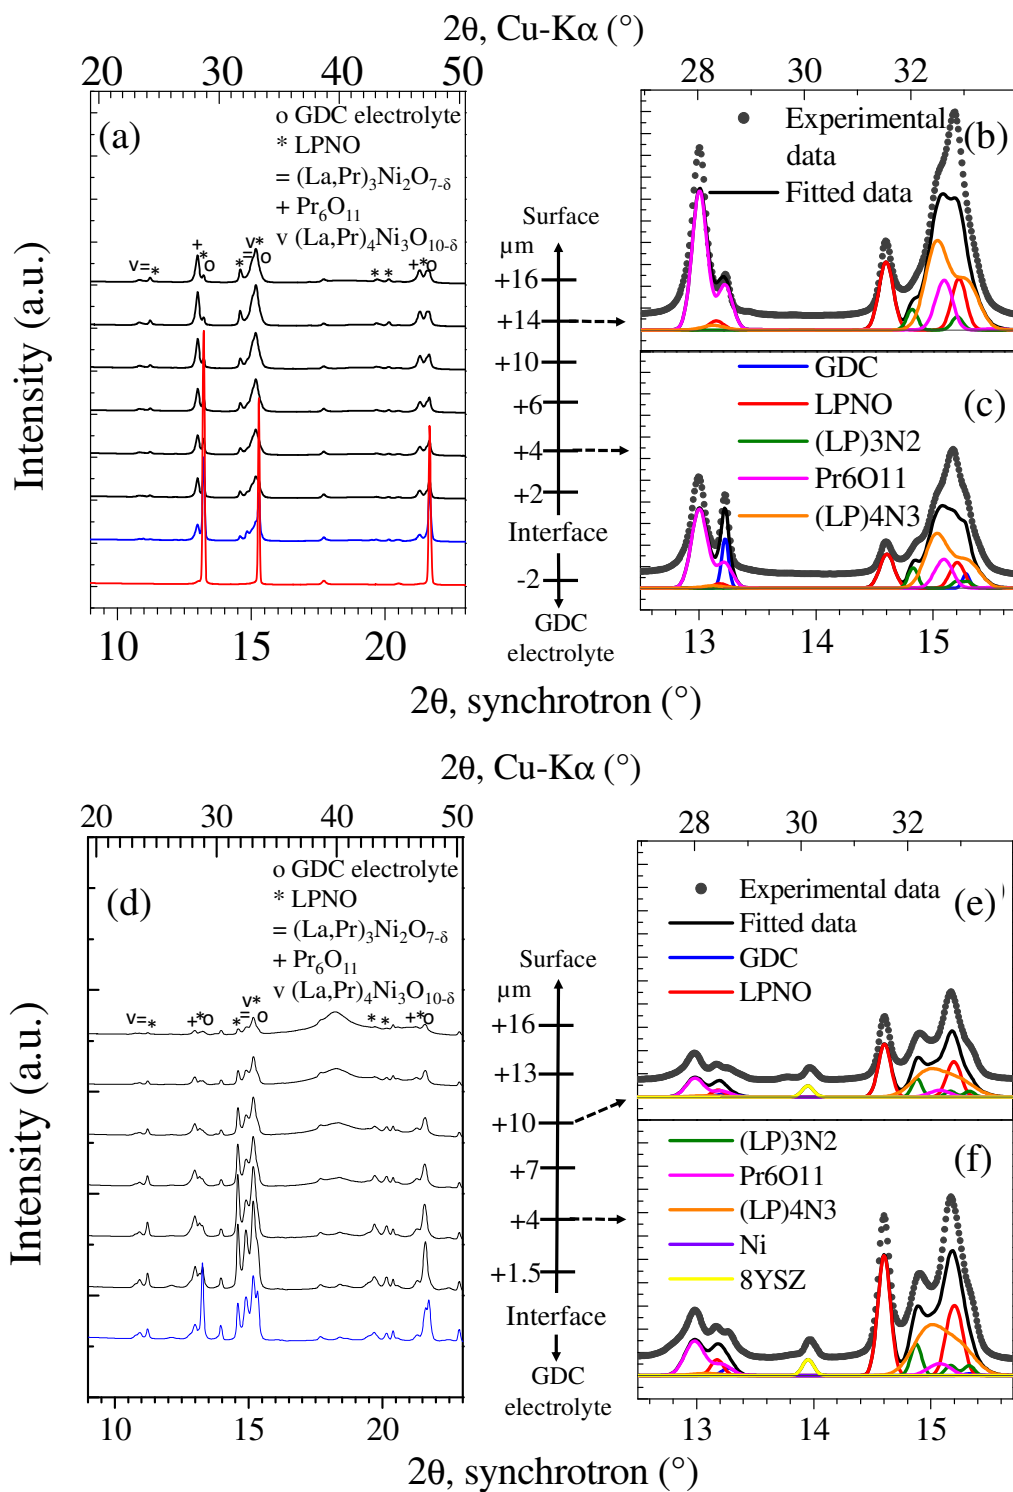 2θ, Cu-Kα (°)
20 30 40 50
28 30 32
(a)
o GDC electrolyte
* LPNO
= (La,Pr)₃Ni₂O₇₋δ
+ Pr₆O₁₁
v (La,Pr)₄Ni₃O₁₀₋δ
v=* + *o * v* = o * * +*o
Intensity (a.u.)
10 15 20
Surface
µm
+16
+14
+10
+6
+4
+2
Interface
-2
GDC
electrolyte
(b)
Experimental
data
Fitted data
(c)
GDC
LPNO
(LP)3N2
Pr6O11
(LP)4N3
13 14 15
2θ, synchrotron (°)
2θ, Cu-Kα (°)
20 30 40 50
28 30 32
(d)
o GDC electrolyte
* LPNO
= (La,Pr)₃Ni₂O₇₋δ
+ Pr₆O₁₁
v (La,Pr)₄Ni₃O₁₀₋δ
v=* +*o * v* = o * * +*o
Intensity (a.u.)
10 15 20
Surface
µm
+16
+13
+10
+7
+4
+1.5
Interface
GDC
electrolyte
(e)
Experimental data
Fitted data
GDC
LPNO
(f)
(LP)3N2
Pr6O11
(LP)4N3
Ni
8YSZ
13 14 15
2θ, synchrotron (°)